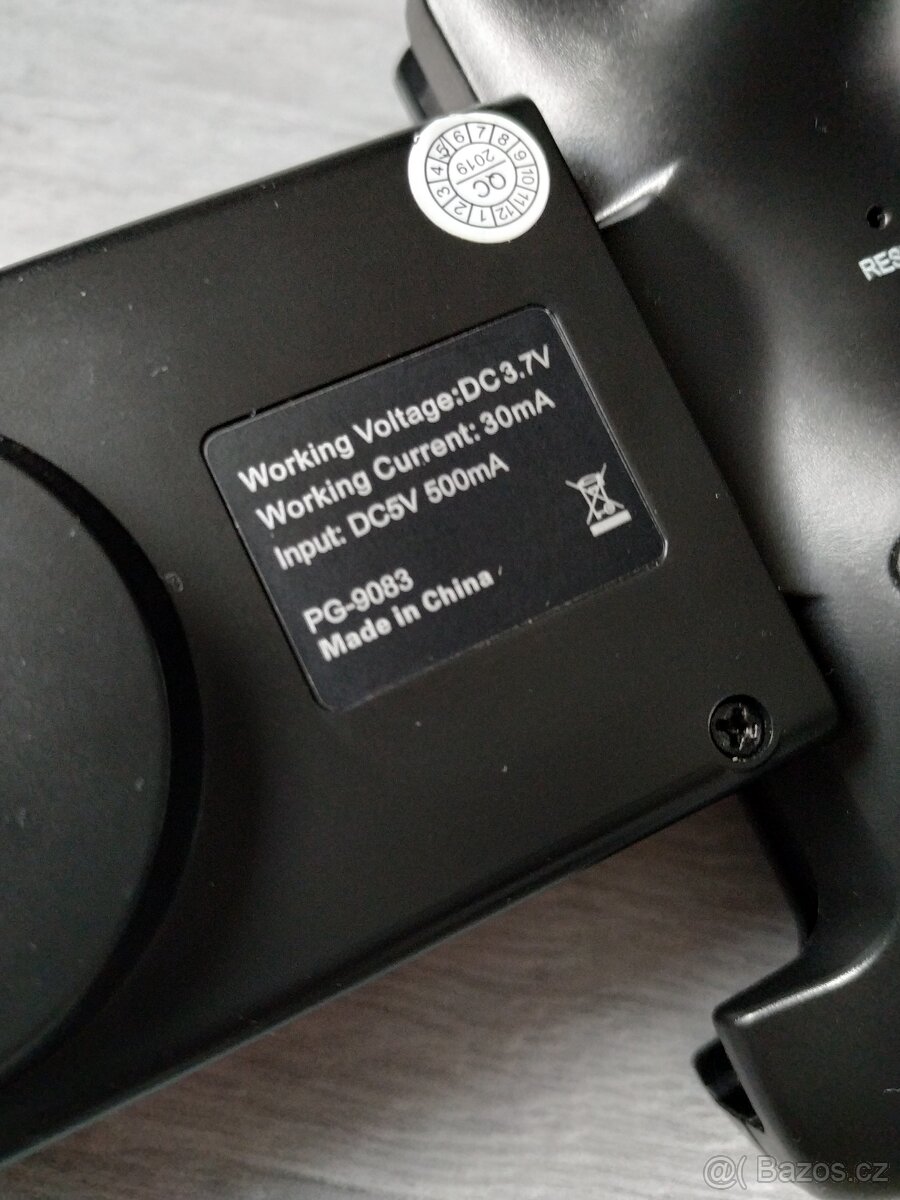 1 2 3 4 5 6 7 8 9 10 11 12
QC
2019
RES
Working Voltage:DC3.7V
Working Current: 30mA
Input: DC5V 500mA
PG-9083
Made in China
@( Bazos.cz